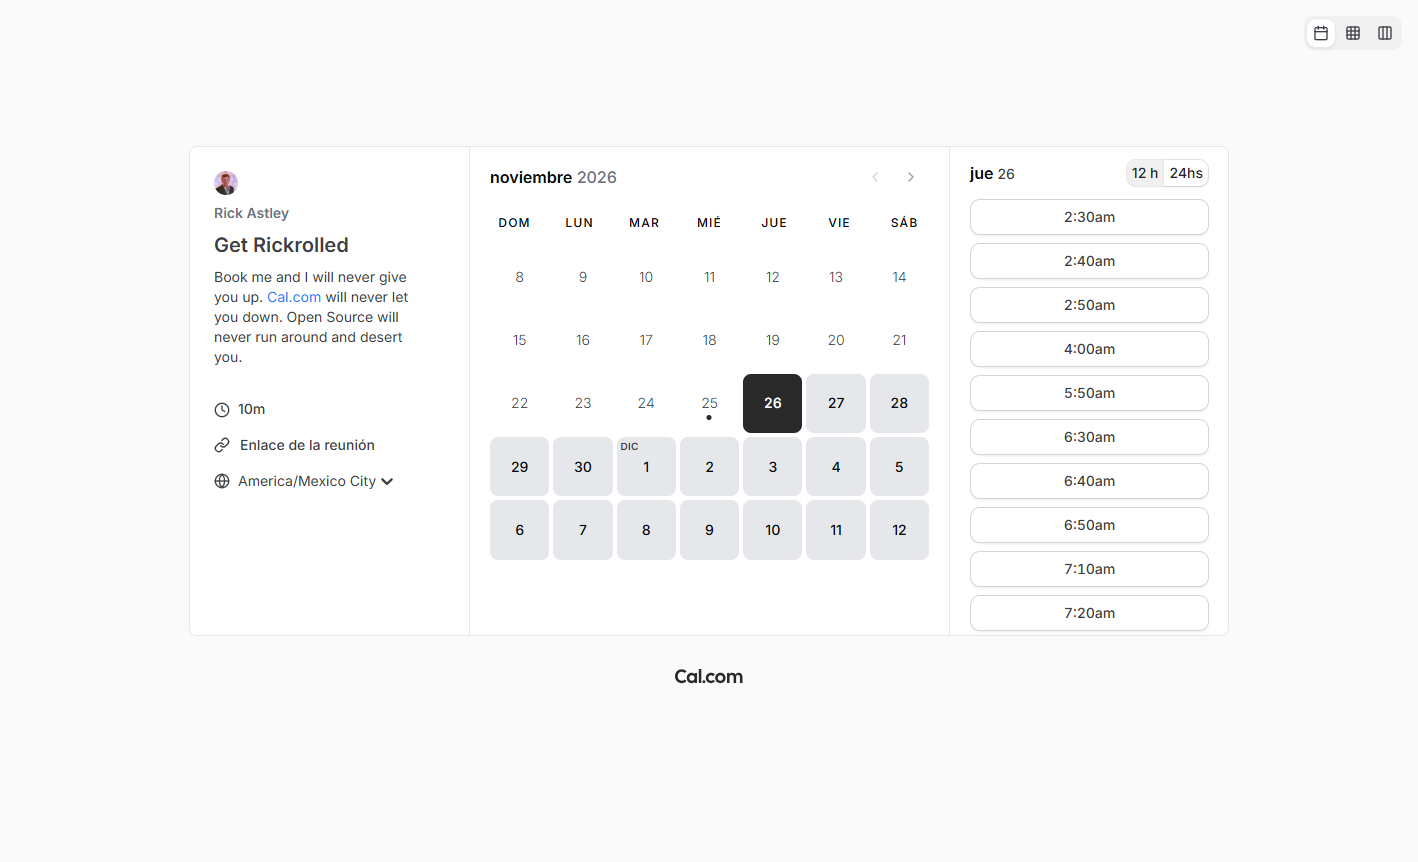 Rick Astley
Get Rickrolled
Book me and I will never give
you up. Cal.com will never let
you down. Open Source will
never run around and desert
you.
10m
Enlace de la reunión
America/Mexico City
noviembre 2026
DOM LUN MAR MIÉ JUE VIE SÁB
8 9 10 11 12 13 14
15 16 17 18 19 20 21
22 23 24 25 26 27 28
DIC
29 30 1 2 3 4 5
6 7 8 9 10 11 12
jue 26
12 h 24hs
2:30am
2:40am
2:50am
4:00am
5:50am
6:30am
6:40am
6:50am
7:10am
7:20am
Cal.com